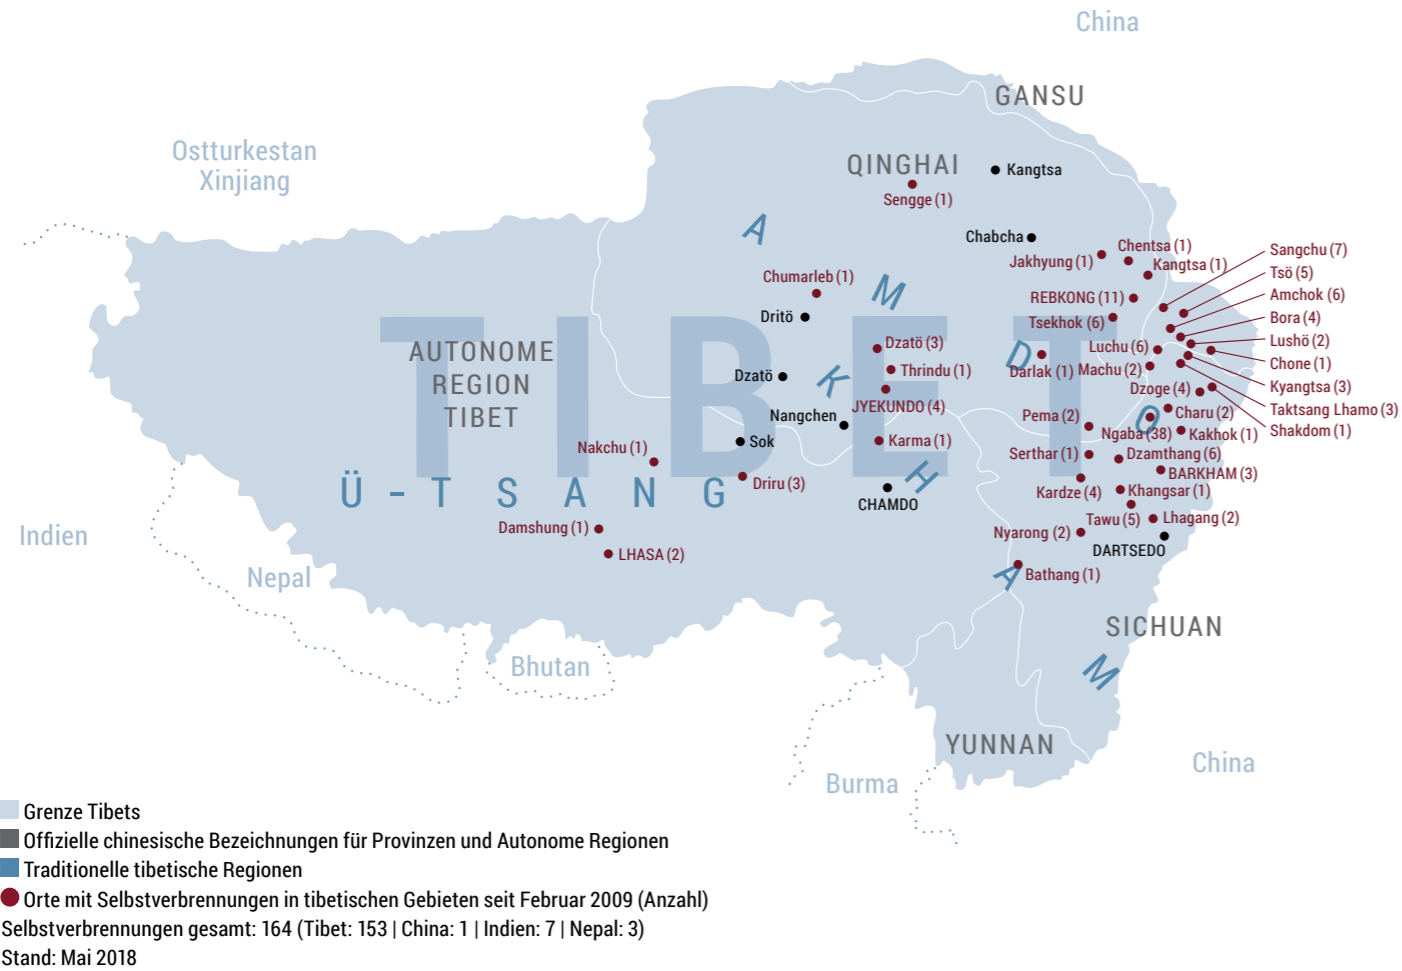 China
GANSU
Ostturkestan
Xinjiang
QINGHAI
Kangtsa
Sengge (1)
A
M
D
O
Chabcha
Chentsa (1)
Jakhyung (1)
Kangtsa (1)
Sangchu (7)
Tsö (5)
Amchok (6)
Bora (4)
Lushö (2)
Chone (1)
Kyangtsa (3)
Taktsang Lhamo (3)
Shakdom (1)
Chumarleb (1)
REBKONG (11)
Dritö
Tsekhok (6)
TIBET
AUTONOME
REGION
TIBET
Dzatö (3)
Luchu (6)
Dzatö
Thrindu (1)
Darlak (1)
Machu (2)
K
H
A
M
Dzoge (4)
JYEKUNDO (4)
Nangchen
Pema (2)
Charu (2)
Ngaba (38)
Kakhok (1)
Sok
Karma (1)
Nakchu (1)
Serthar (1)
Dzamthang (6)
BARKHAM (3)
Driru (3)
Ü - T S A N G
CHAMDO
Kardze (4)
Khangsar (1)
Tawu (5)
Lhagang (2)
Damshung (1)
Nyarong (2)
DARTSEDO
LHASA (2)
Bathang (1)
Indien
Nepal
Bhutan
SICHUAN
YUNNAN
Burma
China
Grenze Tibets
Offizielle chinesische Bezeichnungen für Provinzen und Autonome Regionen
Traditionelle tibetische Regionen
Orte mit Selbstverbrennungen in tibetischen Gebieten seit Februar 2009 (Anzahl)
Selbstverbrennungen gesamt: 164 (Tibet: 153 | China: 1 | Indien: 7 | Nepal: 3)
Stand: Mai 2018